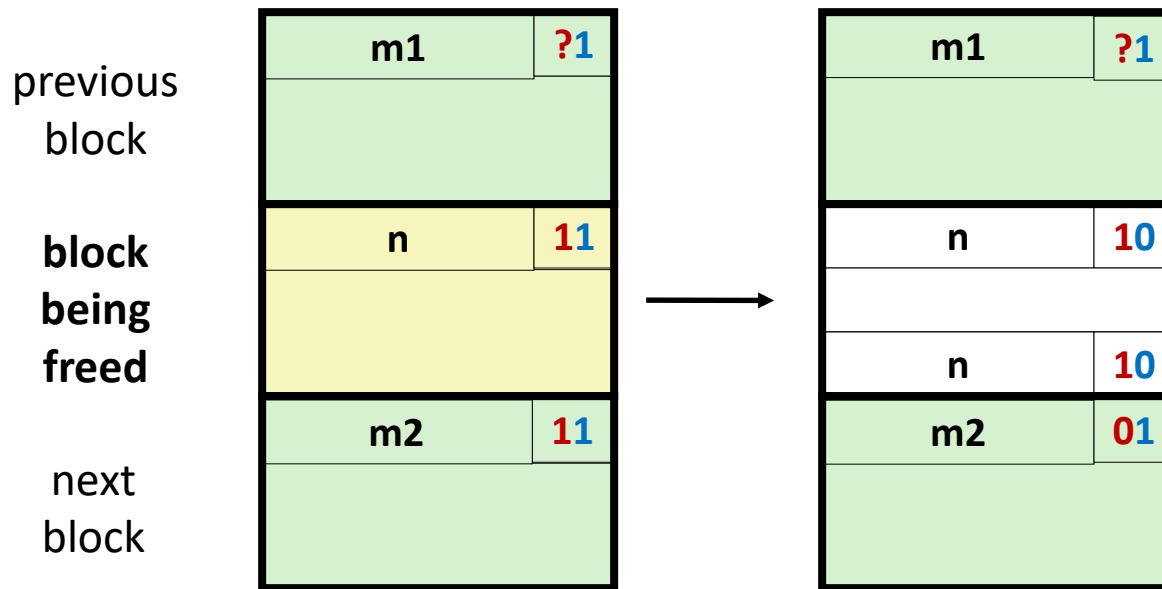 m1 ?1 m1 ?1
previous
block
n 11 n 10
block
being
freed
n 10
m2 11 m2 01
next
block